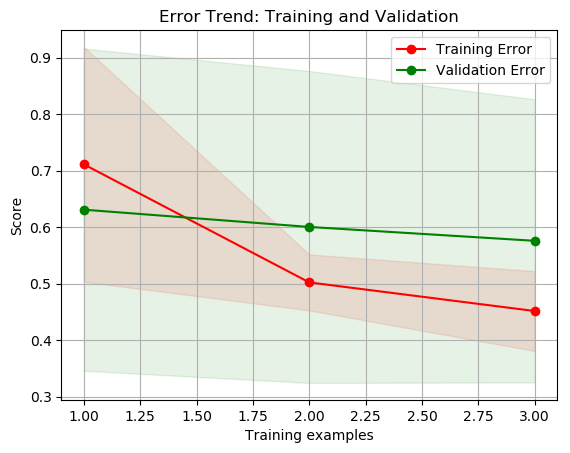 Error Trend: Training and Validation
Training Error
Validation Error
Score
0.9
0.8
0.7
0.6
0.5
0.4
0.3
1.00 1.25 1.50 1.75 2.00 2.25 2.50 2.75 3.00
Training examples